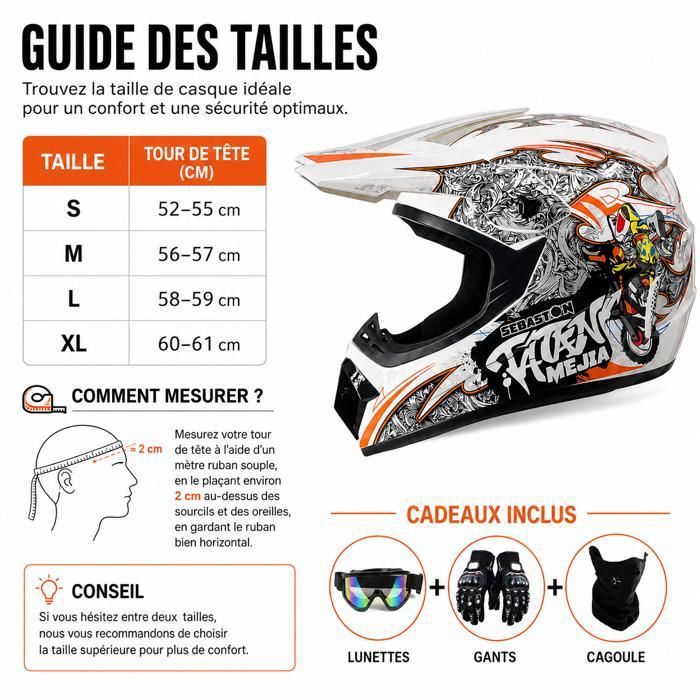 GUIDE DES TAILLES
Trouvez la taille de casque idéale
pour un confort et une sécurité optimaux.
TAILLE
TOUR DE TÊTE
(CM)
S
52–55 cm
M
56–57 cm
L
58–59 cm
XL
60–61 cm
SEBASTON
TATAN
MEJIA
COMMENT MESURER ?
≈ 2 cm
Mesurez votre tour
de tête à l'aide d'un
mètre ruban souple,
en le plaçant environ
2 cm au-dessus des
sourcils et des oreilles,
en gardant le ruban
bien horizontal.
CONSEIL
Si vous hésitez entre deux tailles,
nous vous recommandons de choisir
la taille supérieure pour plus de confort.
CADEAUX INCLUS
+
+
LUNETTES
GANTS
CAGOULE